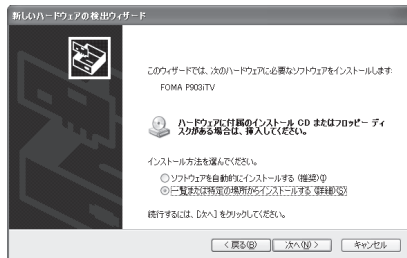 新しいハードウェアの検出ウィザード
このウィザードでは、次のハードウェアに必要なソフトウェアをインストールします:
FOMA P903iTV
ハードウェアに付属のインストール CD またはフロッピー ディ
スクがある場合は、挿入してください。
インストール方法を選んでください。
ソフトウェアを自動的にインストールする (推奨)(I)
一覧または特定の場所からインストールする (詳細)(S)
続行するには、[次へ] をクリックしてください。
< 戻る(B)
次へ(N) >
キャンセル